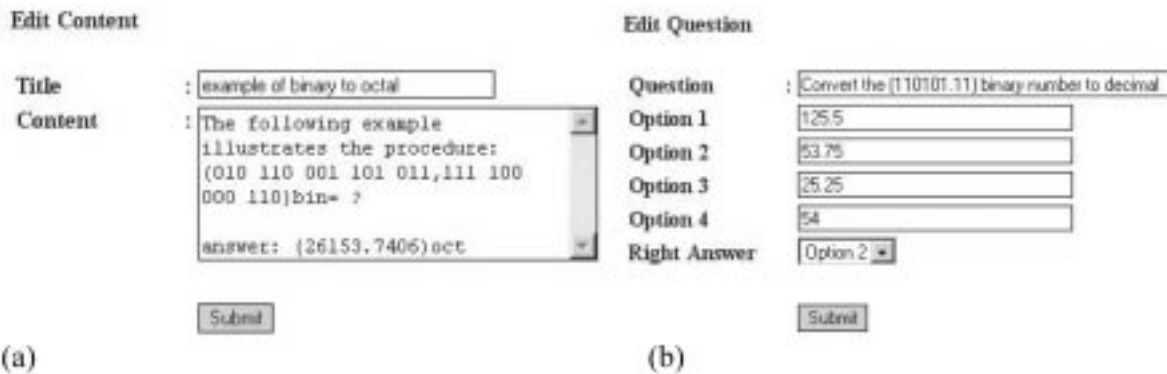 Edit Content
Title : example of binary to octal
Content : The following example
illustrates the procedure:
(010 110 001 101 011,111 100
000 110)bin= ?
answer: (26153.7406)oct
Submit
(a)
Edit Question
Question : Convert the (110101.11) binary number to decimal
Option 1 125.5
Option 2 53.75
Option 3 25.25
Option 4 54
Right Answer Option 2
Submit
(b)